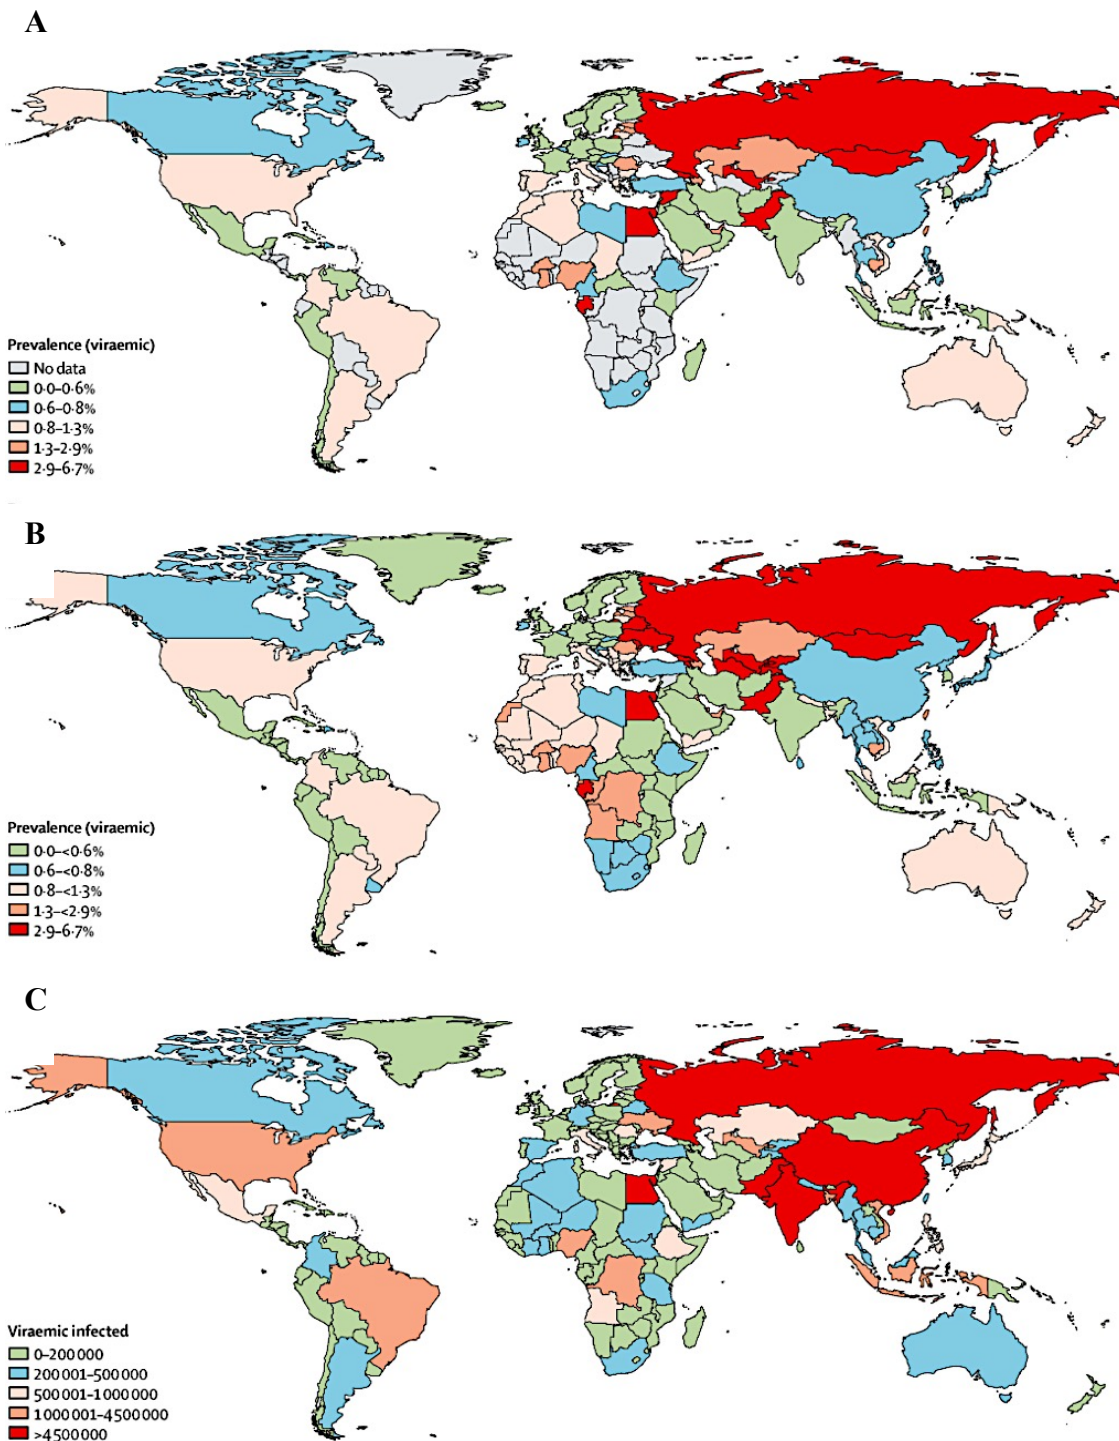 A
Prevalence (viraemic)
No data
0·0–0·6%
0·6–0·8%
0·8–1·3%
1·3–2·9%
2·9–6·7%
B
Prevalence (viraemic)
0·0–<0·6%
0·6–<0·8%
0·8–<1·3%
1·3–<2·9%
2·9–6·7%
C
Viraemic infected
0–200 000
200 001–500 000
500 001–1 000 000
1 000 001–4 500 000
>4 500 000